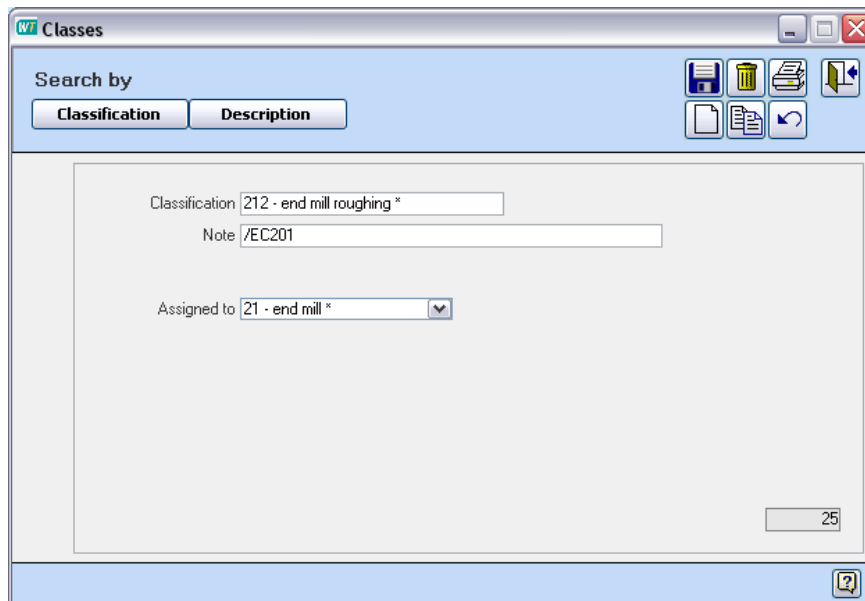 WT Classes
Search by
Classification Description
Classification 212 - end mill roughing *
Note /EC201
Assigned to 21 - end mill *
25
?